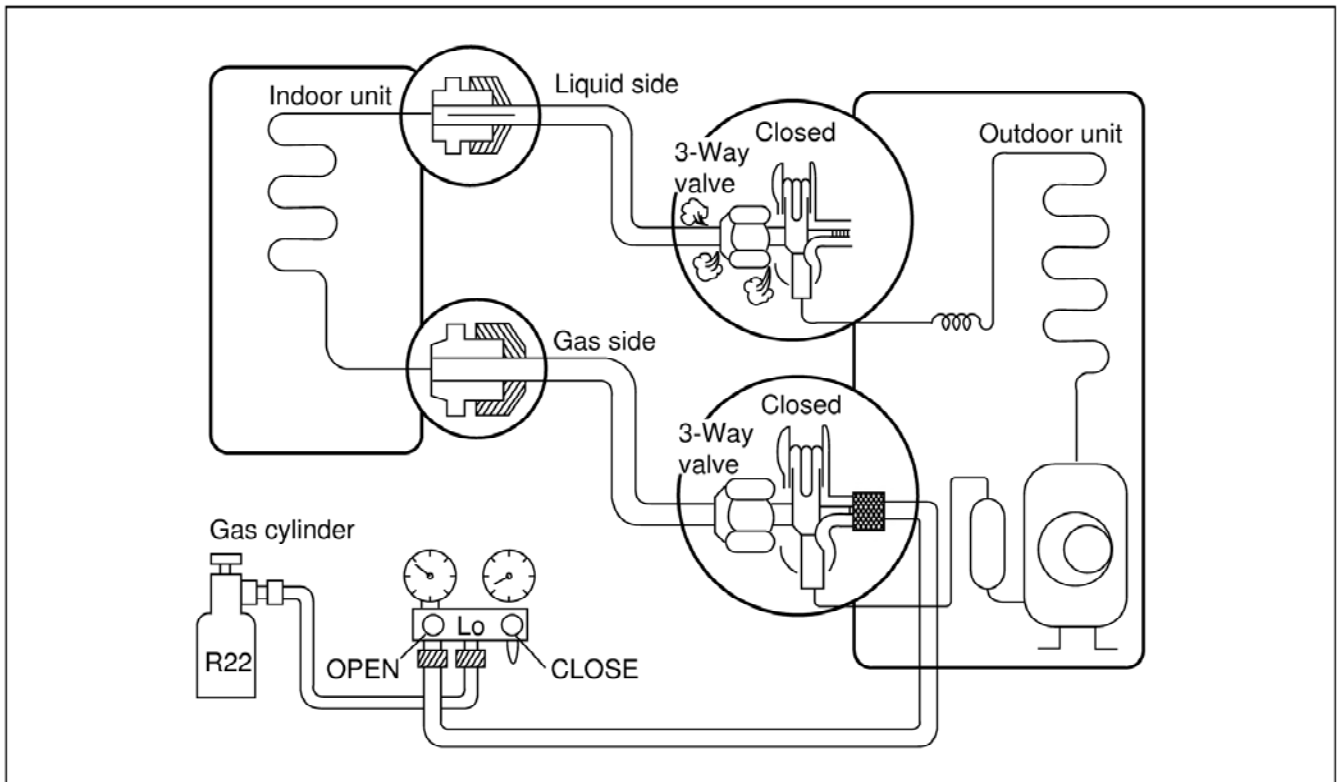 Indoor unit
Liquid side
Closed
3-Way
valve
Outdoor unit
Gas side
Closed
3-Way
valve
Gas cylinder
R22
Lo
OPEN
CLOSE